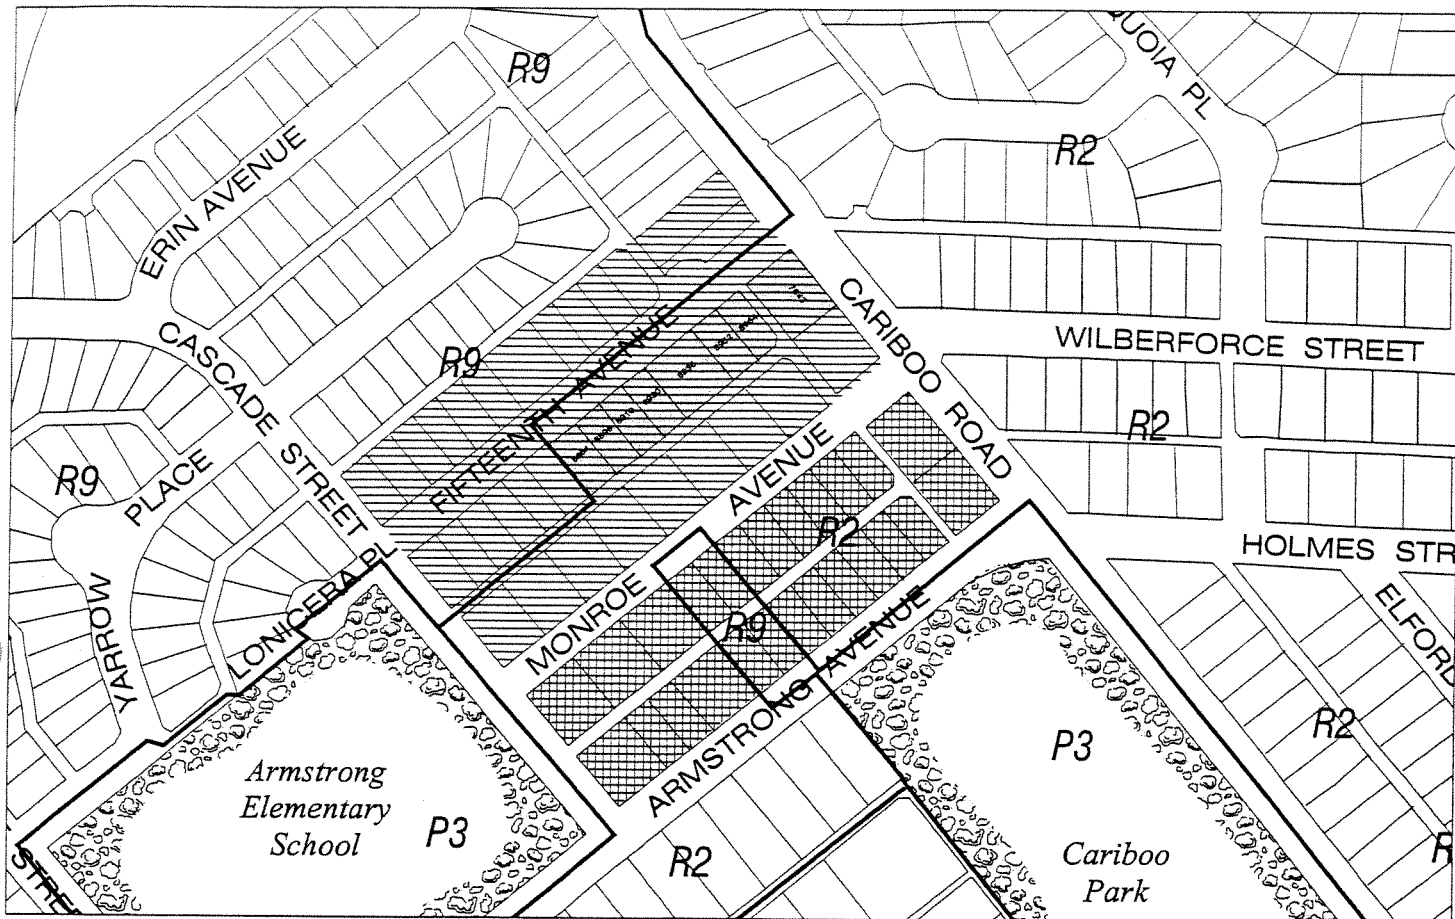 R9
QUOIA PL
R2
ERIN AVENUE
CARIBOO ROAD
WILBERFORCE STREET
CASCADE STREET
R9
FIFTEENTH AVENUE
R2
R9
PLACE
YARROW
LONICERA PL
MONROE AVENUE
R2
R9
HOLMES STR
ELFORD
ARMSTRONG AVENUE
Armstrong
Elementary
School
P3
R2
P3
Cariboo
Park
R2
R
STREE